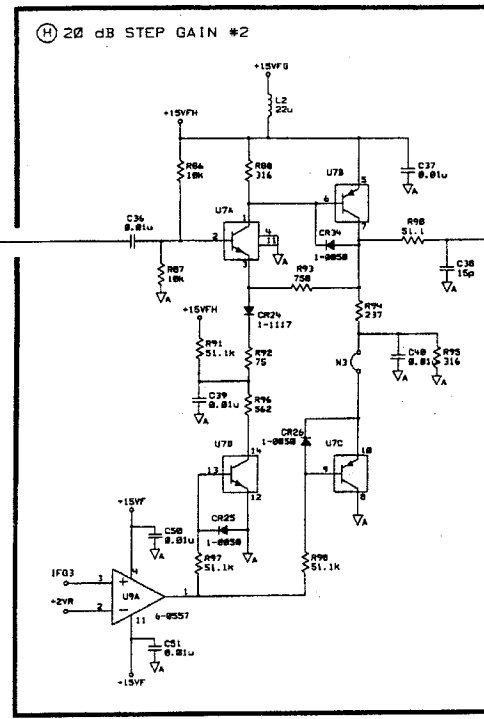 H 20 dB STEP GAIN #2
+15VFG
L2
22u
+15VFH
R86
10k
R88
316
U7B
5
6
7
C37
0.01u
A
C36
0.01u
U7A
1
2
3
4
11
A
CR34
1-0050
R90
51.1
R87
10k
A
R93
750
C38
15p
A
+15VFH
CR24
1-1117
R94
237
R91
51.1k
R92
75
W3
C40
0.01
R95
316
A
A
C39
0.01u
A
R96
562
CR26
1-0050
U7D
14
13
12
U7C
10
9
8
A
+15VF
CR25
1-0050
A
C50
0.01u
A
R97
51.1k
R98
51.1k
IFG3
3
+
4
U9A
1
+2VR
2
-
11
6-0557
C51
0.01u
A
+15VF